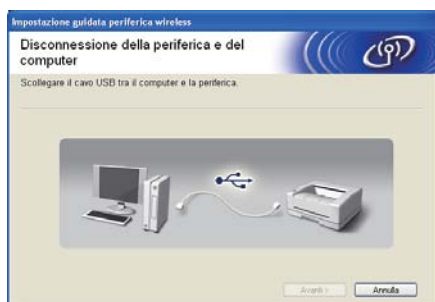 Impostazione guidata periferica wireless
Disconnessione della periferica e del
computer
Scollegare il cavo USB tra il computer e la periferica.
Avanti > Annulla